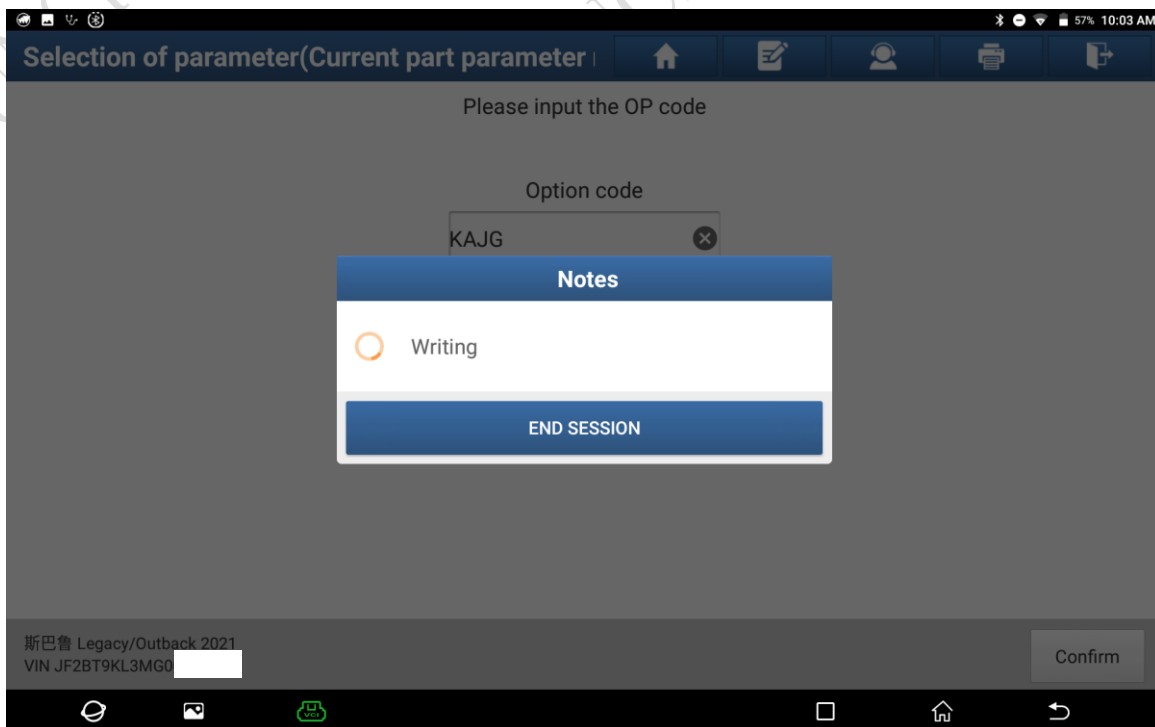 57% 10:03 AM
Selection of parameter(Current part parameter
Please input the OP code
Option code
KAJG
Notes
Writing
END SESSION
斯巴鲁 Legacy/Outback 2021
VIN JF2BT9KL3MG0
Confirm
VCI